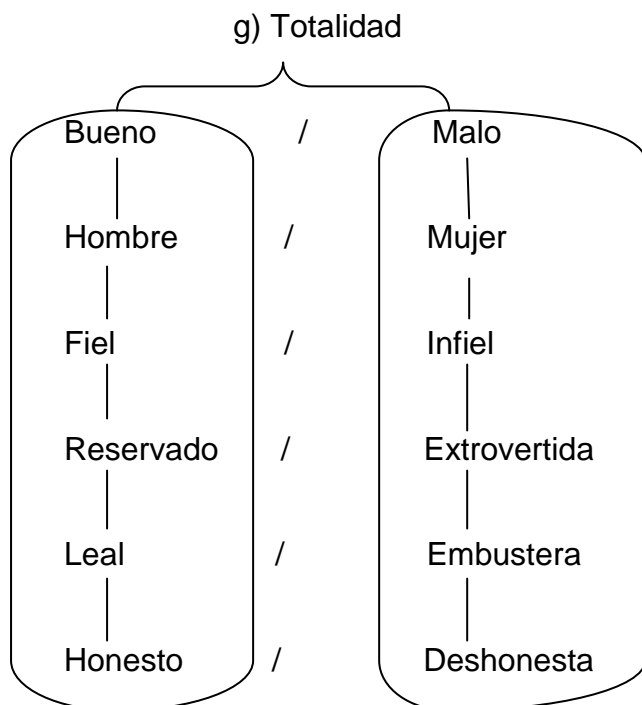 g) Totalidad
Bueno / Malo
Hombre / Mujer
Fiel / Infiel
Reservado / Extrovertida
Leal / Embustera
Honesto / Deshonesta